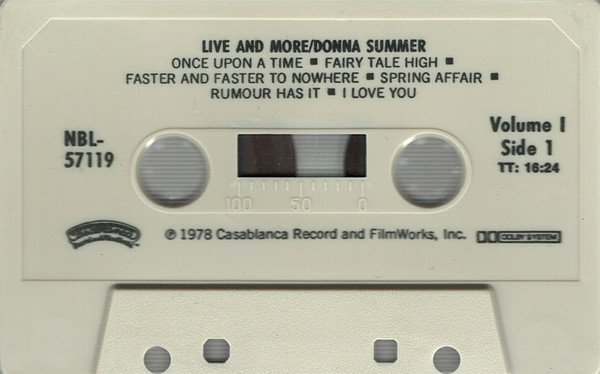 LIVE AND MORE/DONNA SUMMER
ONCE UPON A TIME ■ FAIRY TALE HIGH ■
FASTER AND FASTER TO NOWHERE ■ SPRING AFFAIR ■
RUMOUR HAS IT ■ I LOVE YOU
NBL-
57119
Volume I
Side 1
TT: 16:24
100 50 0
℗ 1978 Casablanca Record and FilmWorks, Inc.
DOLBY SYSTEM